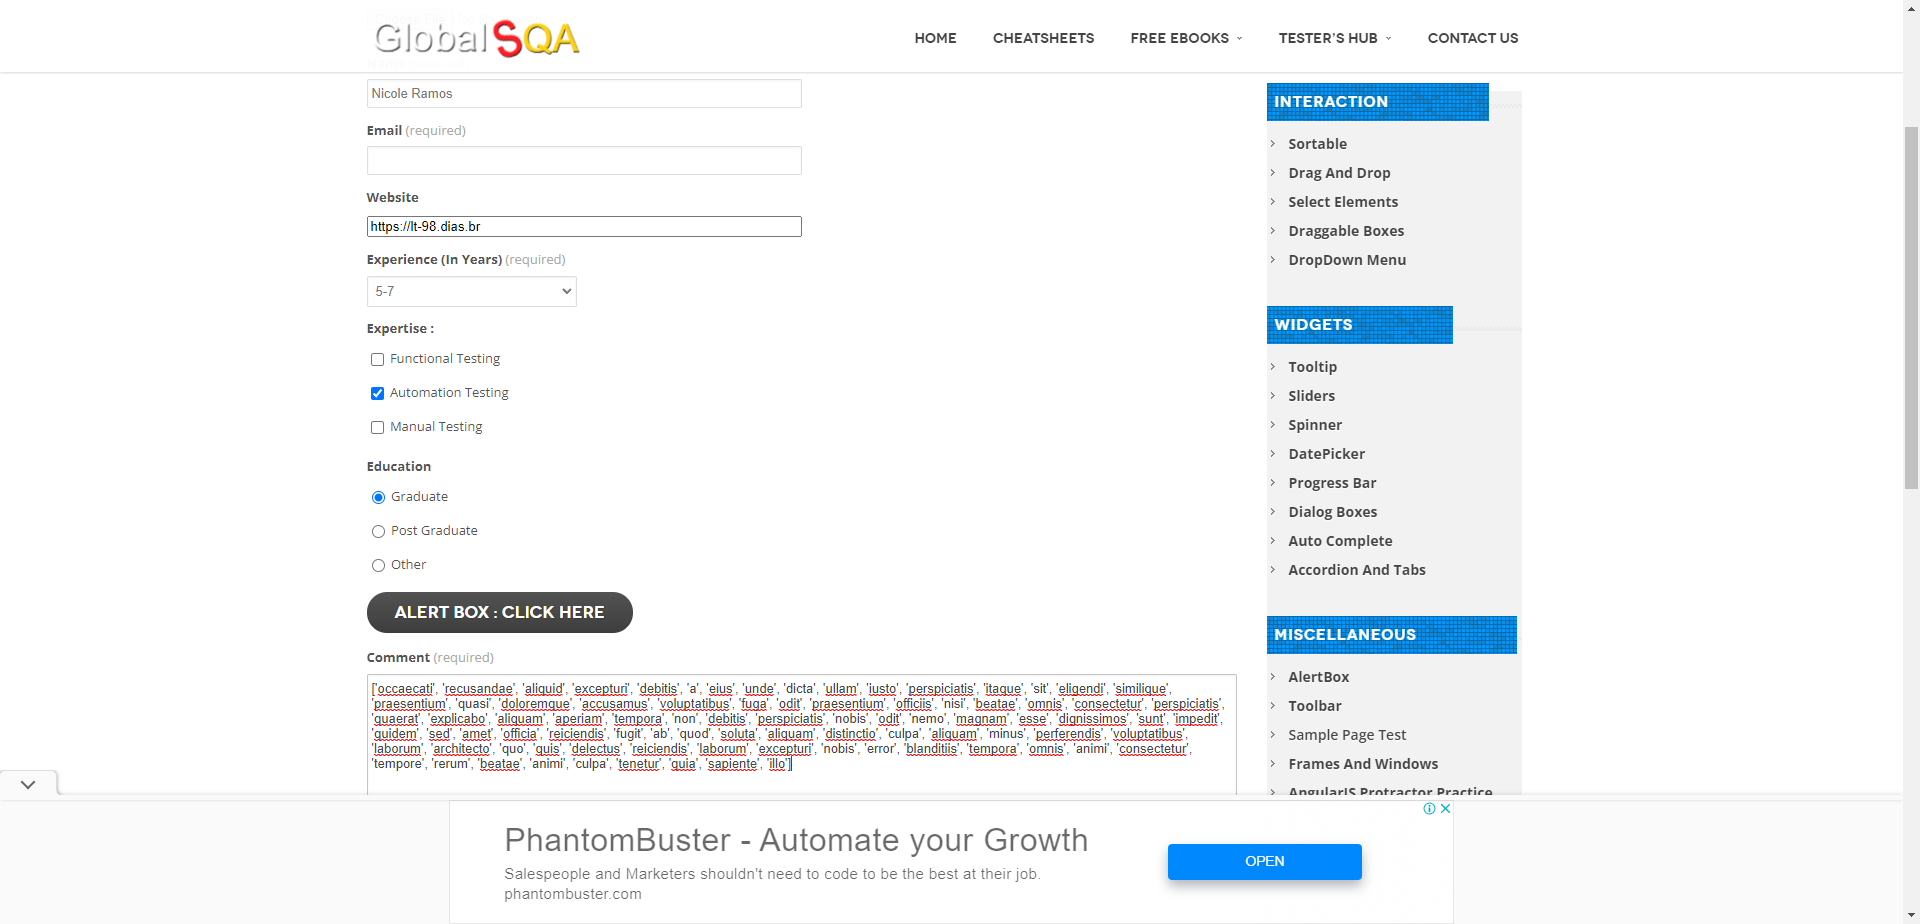 GlobalSQA
HOME
CHEATSHEETS
FREE EBOOKS
TESTER'S HUB
CONTACT US
Nicole Ramos
Email (required)
Website
https://lt-98.dias.br
Experience (In Years) (required)
5-7
Expertise :
Functional Testing
Automation Testing
Manual Testing
Education
Graduate
Post Graduate
Other
ALERT BOX : CLICK HERE
Comment (required)
['occaecati', 'recusandae', 'aliquid', 'excepturi', 'debitis', 'a', 'eius', 'unde', 'dicta', 'ullam', 'iusto', 'perspiciatis', 'itaque', 'sit', 'eligendi', 'similique',
'praesentium', 'quasi', 'doloremque', 'accusamus', 'voluptatibus', 'fuga', 'odit', 'praesentium', 'officiis', 'nisi', 'beatae', 'omnis', 'consectetur', 'perspiciatis',
'quaerat', 'explicabo', 'aliquam', 'aperiam', 'tempora', 'non', 'debitis', 'perspiciatis', 'nobis', 'odit', 'nemo', 'magnam', 'esse', 'dignissimos', 'sunt', 'impedit',
'quidem', 'sed', 'amet', 'officia', 'reiciendis', 'fugit', 'ab', 'quod', 'soluta', 'aliquam', 'distinctio', 'culpa', 'aliquam', 'minus', 'perferendis', 'voluptatibus',
'laborum', 'architecto', 'quo', 'quis', 'delectus', 'reiciendis', 'laborum', 'excepturi', 'nobis', 'error', 'blanditiis', 'tempora', 'omnis', 'animi', 'consectetur',
'tempore', 'rerum', 'beatae', 'animi', 'culpa', 'tenetur', 'quia', 'sapiente', 'illo']
INTERACTION
Sortable
Drag And Drop
Select Elements
Draggable Boxes
DropDown Menu
WIDGETS
Tooltip
Sliders
Spinner
DatePicker
Progress Bar
Dialog Boxes
Auto Complete
Accordion And Tabs
MISCELLANEOUS
AlertBox
Toolbar
Sample Page Test
Frames And Windows
AngularJS Protractor Practice
PhantomBuster - Automate your Growth
Salespeople and Marketers shouldn't need to code to be the best at their job.
phantombuster.com
OPEN